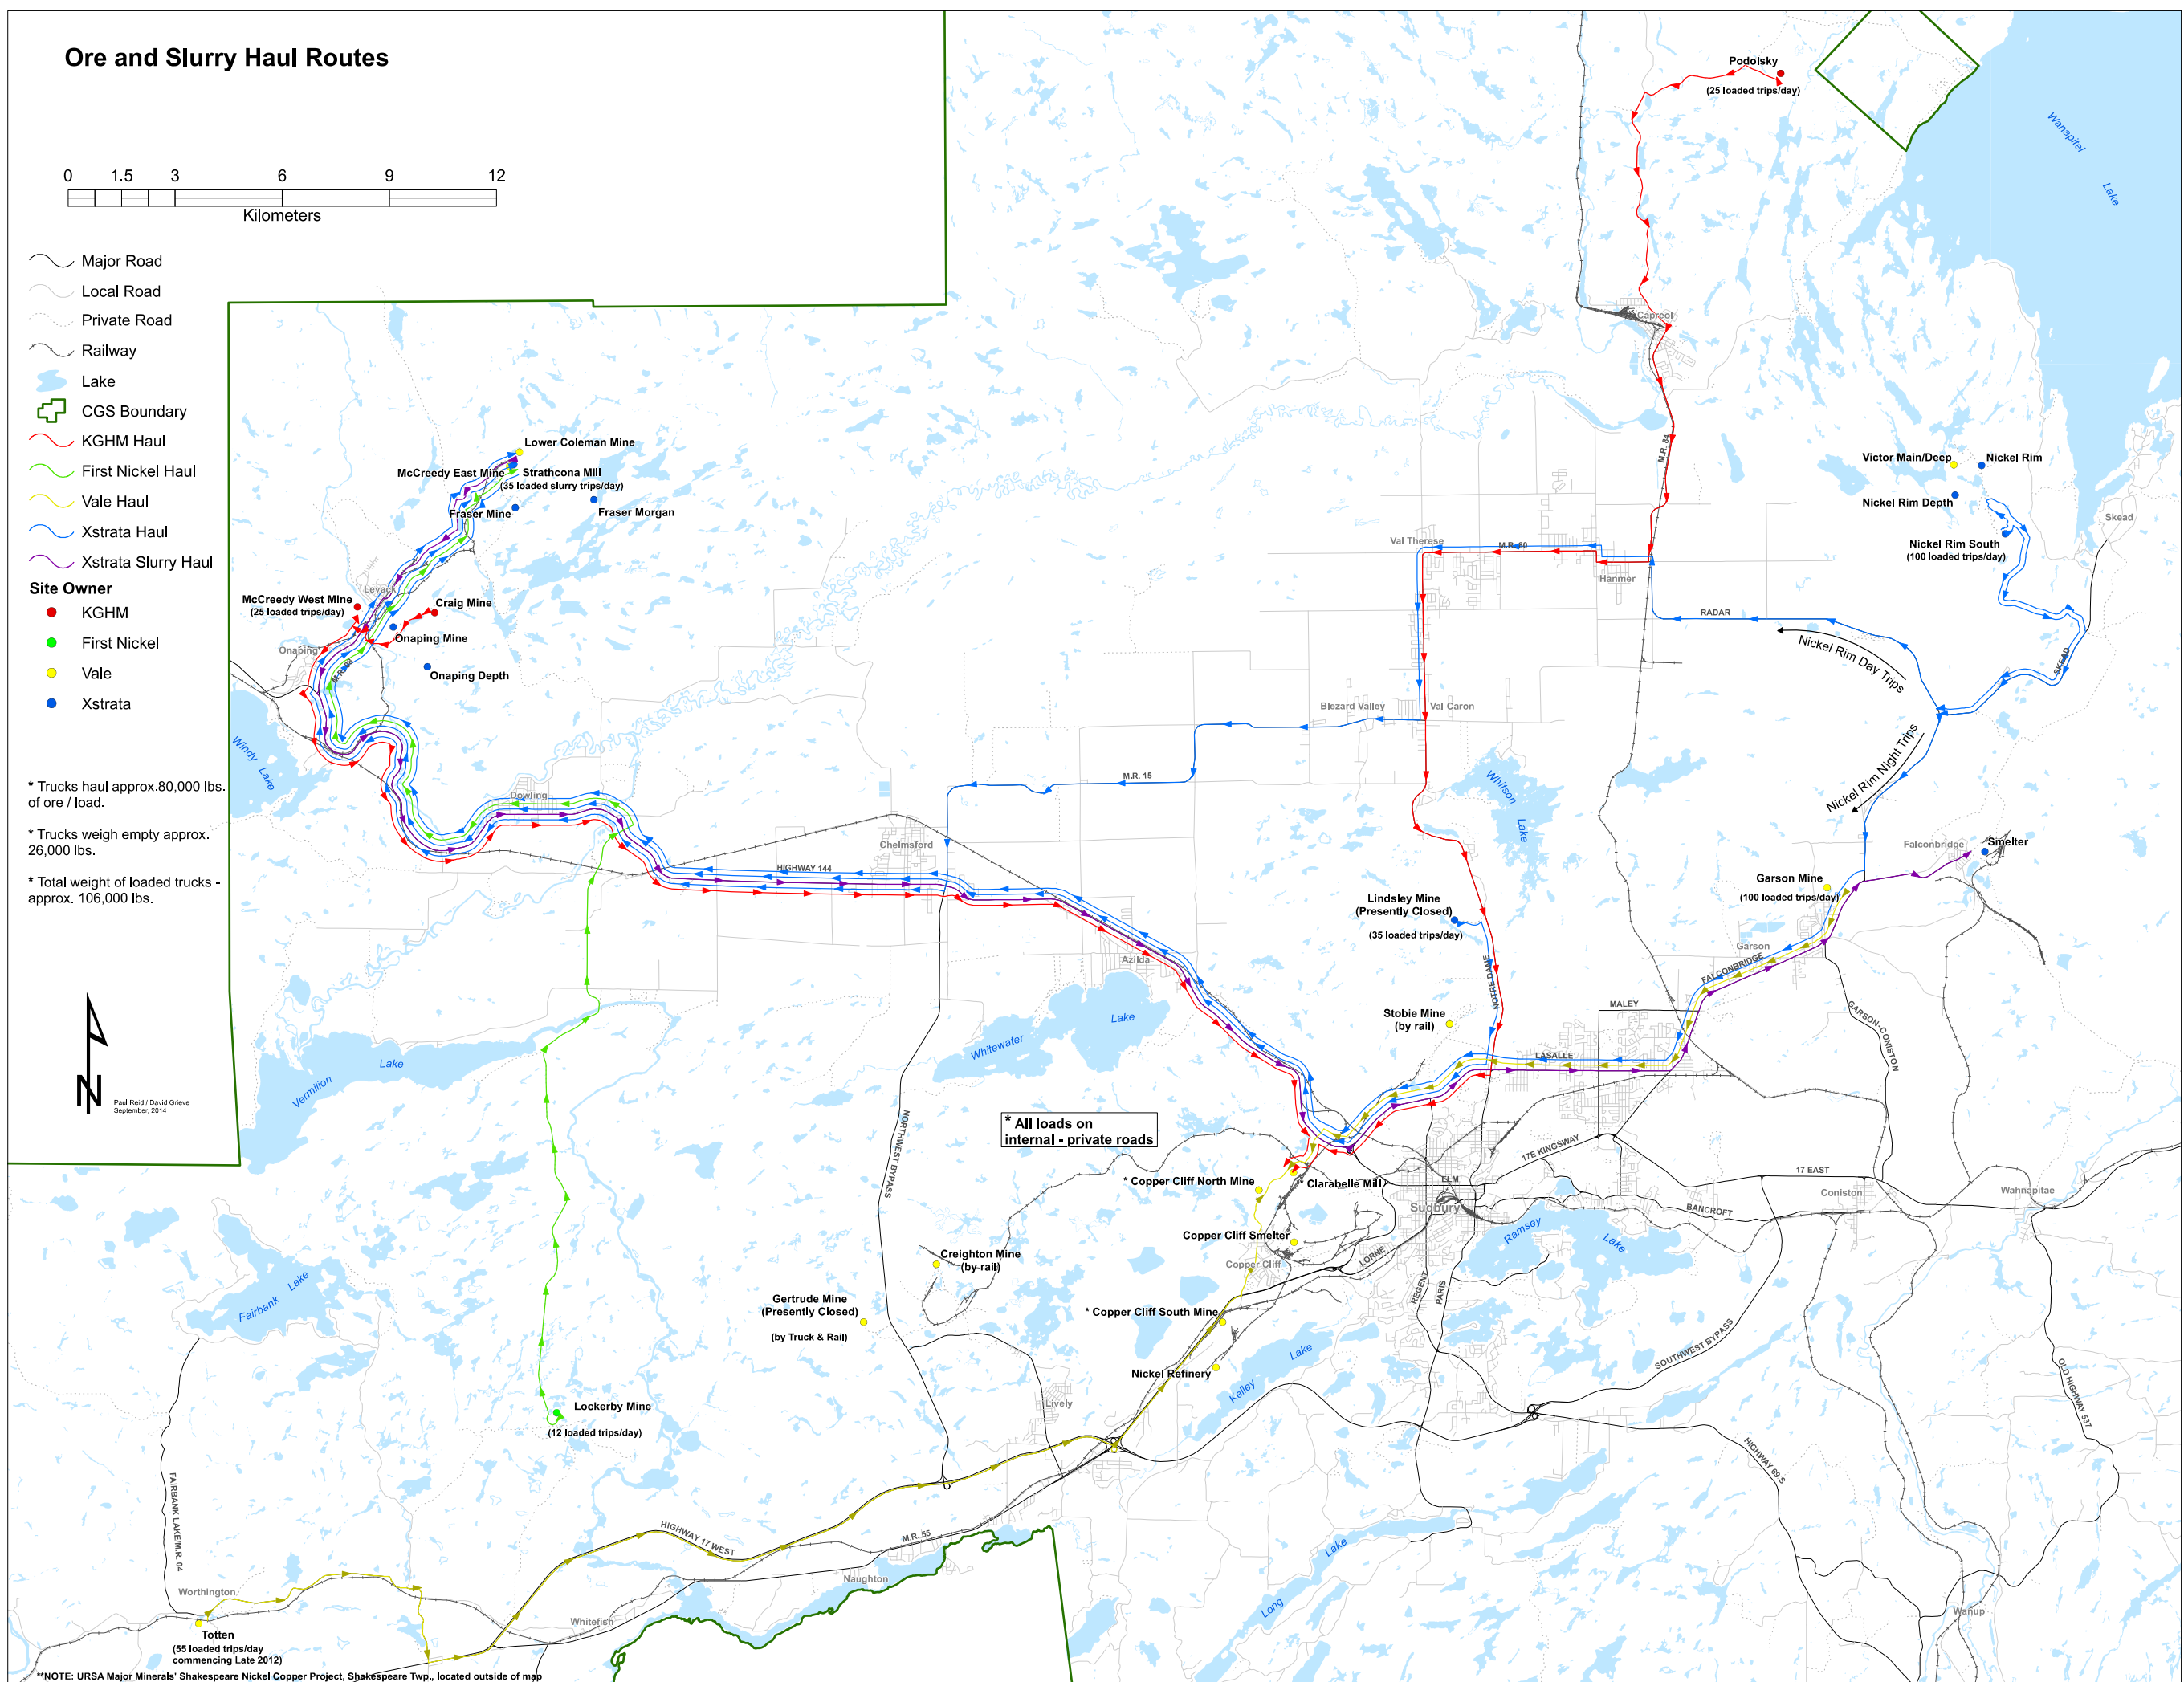 Ore and Slurry Haul Routes
0 1.5 3 6 9 12
Kilometers
Major Road
Local Road
Private Road
Railway
Lake
CGS Boundary
KGHM Haul
First Nickel Haul
Vale Haul
Xstrata Haul
Xstrata Slurry Haul
Site Owner
KGHM
First Nickel
Vale
Xstrata
* Trucks haul approx.80,000 lbs.
of ore / load.
* Trucks weigh empty approx.
26,000 lbs.
* Total weight of loaded trucks -
approx. 106,000 lbs.
N
Paul Reid / David Grieve
September, 2014
Podolsky
(25 loaded trips/day)
Wanapitei
Lake
Capreol
M.R. 84
Lower Coleman Mine
McCreedy East Mine
Strathcona Mill
(35 loaded slurry trips/day)
Fraser Mine
Fraser Morgan
Levack
McCreedy West Mine
(25 loaded trips/day)
Craig Mine
Onaping Mine
Onaping
Onaping Depth
Windy Lake
Dowling
Victor Main/Deep
Nickel Rim
Nickel Rim Depth
Skead
Nickel Rim South
(100 loaded trips/day)
Val Therese
M.R. 80
Hanmer
RADAR
Nickel Rim Day Trips
SKEAD
Nickel Rim Night Trips
Blezard Valley
Val Caron
M.R. 15
Whitson
Lake
Chelmsford
HIGHWAY 144
Azilda
Falconbridge
Smelter
Garson Mine
(100 loaded trips/day)
Garson
FALCONBRIDGE
GARSON-CONISTON
Lindsley Mine
(Presently Closed)
(35 loaded trips/day)
NOTRE DAME
MALEY
Stobie Mine
(by rail)
LASALLE
Whitewater
Lake
Vermilion
Lake
NORTHWEST BYPASS
* All loads on
internal - private roads
17E KINGSWAY
17 EAST
* Copper Cliff North Mine
* Clarabelle Mill
ELM
Sudbury
BANCROFT
Coniston
Wahnapitae
Ramsey
Lake
Copper Cliff Smelter
Copper Cliff
LORNE
REGENT
PARIS
Creighton Mine
(by rail)
Fairbank Lake
Gertrude Mine
(Presently Closed)
(by Truck & Rail)
* Copper Cliff South Mine
Nickel Refinery
Kelley
Lake
SOUTHWEST BYPASS
OLD HIGHWAY 537
Lockerby Mine
(12 loaded trips/day)
Lively
HIGHWAY 69 S
FAIRBANK LAKE/M.R. 04
HIGHWAY 17 WEST
M.R. 55
Naughton
Whitefish
Worthington
Long
Lake
Wanup
Totten
(55 loaded trips/day
commencing Late 2012)
**NOTE: URSA Major Minerals' Shakespeare Nickel Copper Project, Shakespeare Twp., located outside of map